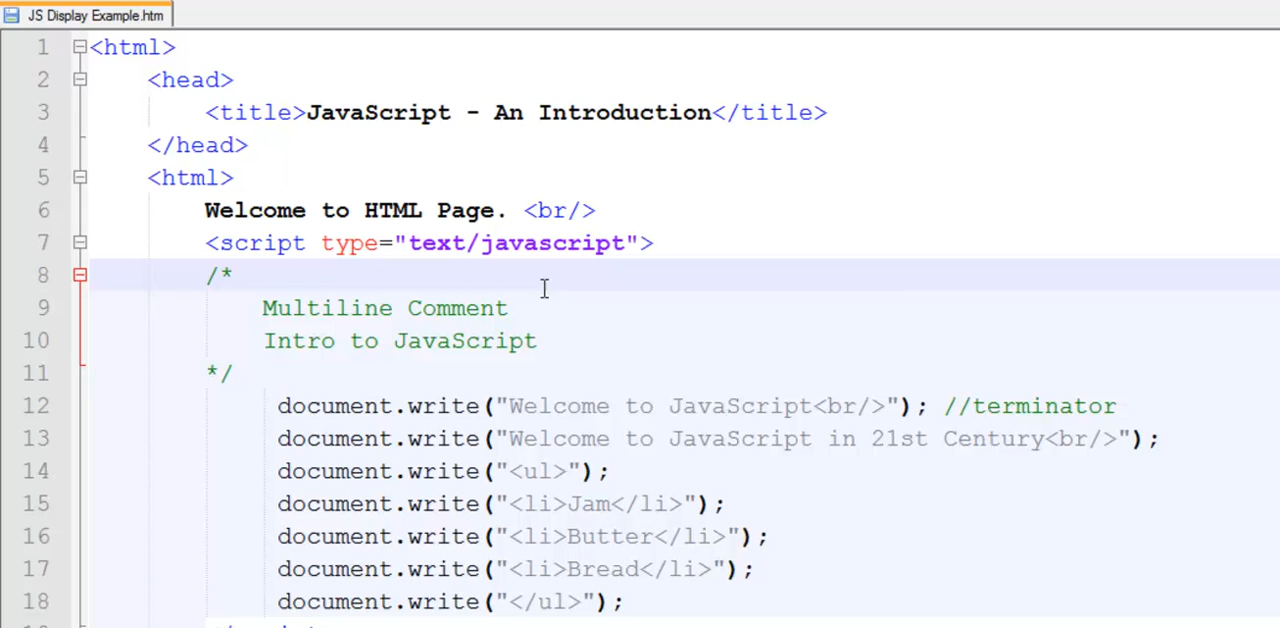 JS Display Example.htm
1 <html>
2 <head>
3 <title>JavaScript - An Introduction</title>
4 </head>
5 <html>
6 Welcome to HTML Page. <br/>
7 <script type="text/javascript">
8 /*
9 Multiline Comment
10 Intro to JavaScript
11 */
12 document.write("Welcome to JavaScript<br/>"); //terminator
13 document.write("Welcome to JavaScript in 21st Century<br/>");
14 document.write("<ul>");
15 document.write("<li>Jam</li>");
16 document.write("<li>Butter</li>");
17 document.write("<li>Bread</li>");
18 document.write("</ul>");